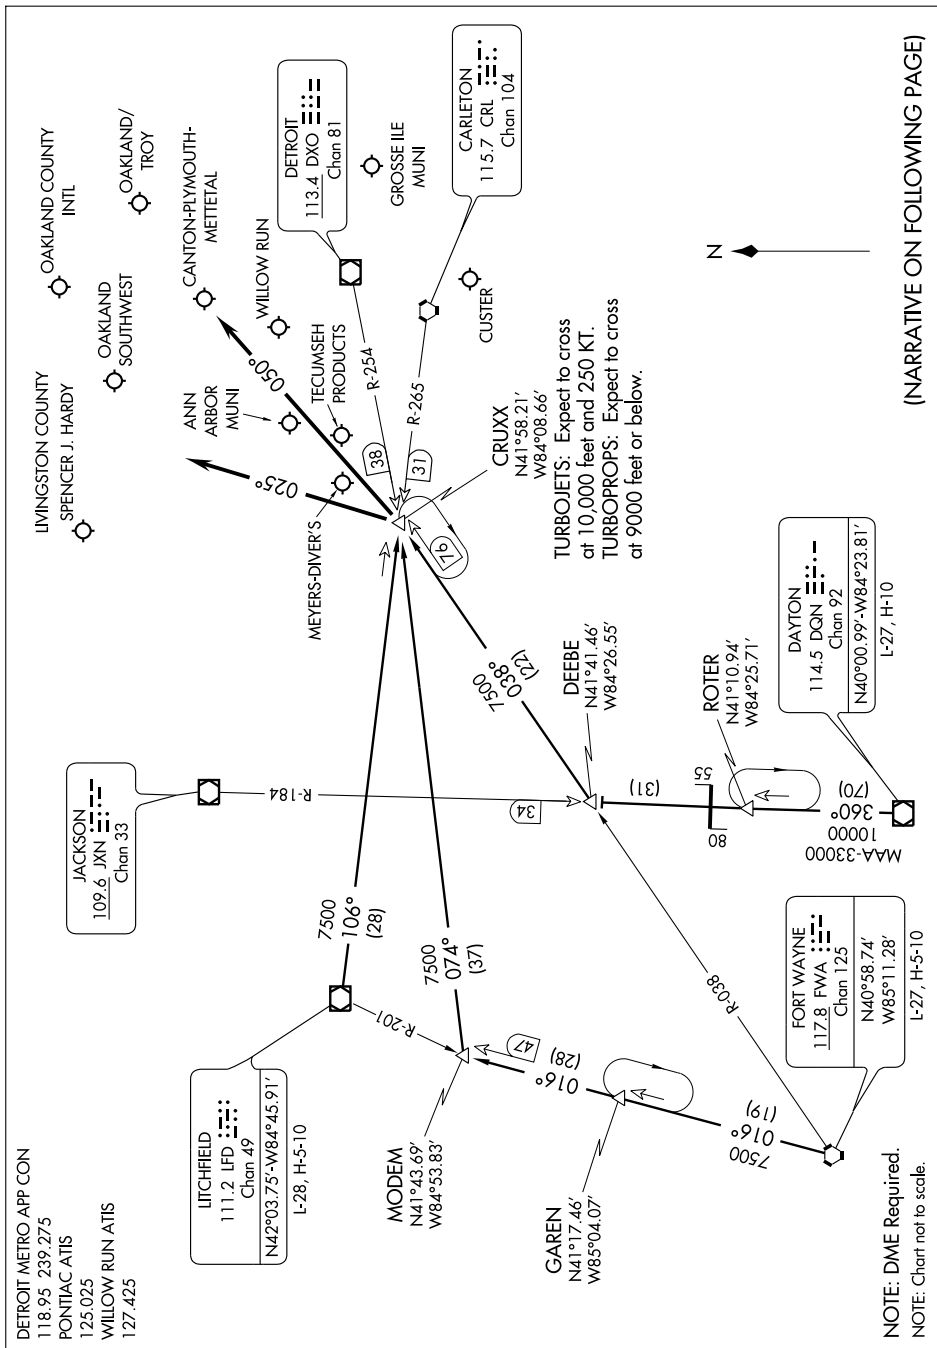 DETROIT METRO APP CON
118.95 239.275
PONTIAC ATIS
125.025
WILLOW RUN ATIS
127.425
LIVINGSTON COUNTY
SPENCER J. HARDY
OAKLAND COUNTY
INTL
OAKLAND
SOUTHWEST
OAKLAND/
TROY
CANTON-PLYMOUTH-
METTETAL
ANN
ARBOR
MUNI
WILLOW RUN
TECUMSEH
PRODUCTS
MEYERS-DIVER'S
GROSSE ILE
MUNI
CUSTER
025°
050°
DETROIT
113.4 DXO
Chan 81
R-254
38
CARLETON
115.7 CRL
Chan 104
R-265
31
CRUXX
N41°58.21'
W84°08.66'
TURBOJETS: Expect to cross
at 10,000 feet and 250 KT.
TURBOPROPS: Expect to cross
at 9000 feet or below.
76
JACKSON
109.6 JXN
Chan 33
R-184
34
LITCHFIELD
111.2 LFD
Chan 49
N42°03.75'-W84°45.91'
L-28, H-5-10
7500
106°
(28)
R-201
7500
074°
(37)
7500
038°
(22)
MODEM
N41°43.69'
W84°53.83'
47
016°
(28)
GAREN
N41°17.46'
W85°04.07'
7500
016°
(19)
DEEBE
N41°41.46'
W84°26.55'
(31)
55
80
ROTER
N41°10.94'
W84°25.71'
MAA-33000
10000
360°
(70)
R-038
FORT WAYNE
117.8 FWA
Chan 125
N40°58.74'
W85°11.28'
L-27, H-5-10
DAYTON
114.5 DQN
Chan 92
N40°00.99'-W84°23.81'
L-27, H-10
N
NOTE: DME Required.
NOTE: Chart not to scale.
(NARRATIVE ON FOLLOWING PAGE)